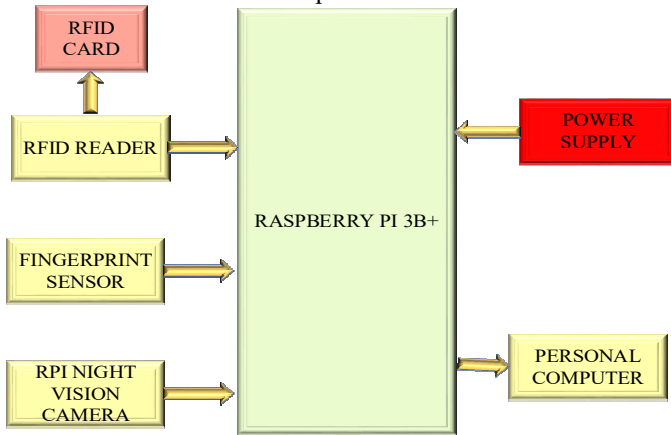 RFID
CARD
RFID READER
POWER
SUPPLY
RASPBERRY PI 3B+
FINGERPRINT
SENSOR
RPI NIGHT
VISION
CAMERA
PERSONAL
COMPUTER